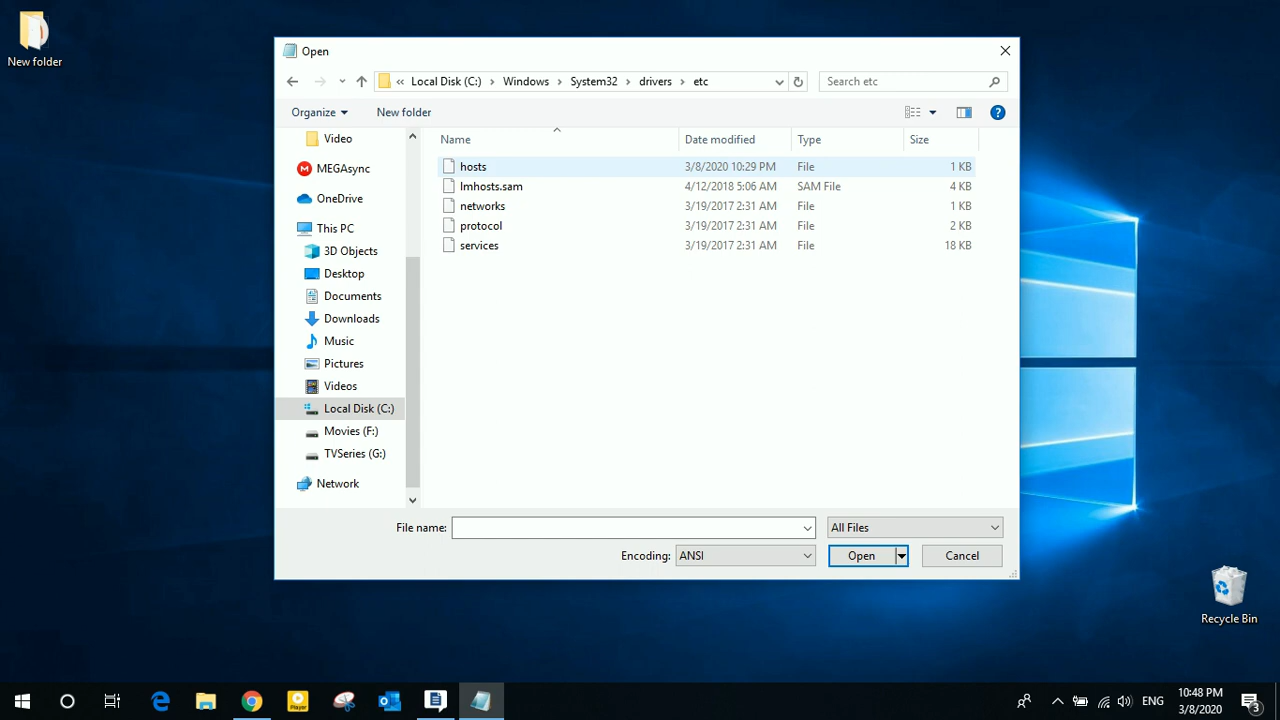 New folder
Open
« Local Disk (C:) › Windows › System32 › drivers › etc
Search etc
Organize
New folder
Name
Date modified
Type
Size
hosts 3/8/2020 10:29 PM File 1 KB
lmhosts.sam 4/12/2018 5:06 AM SAM File 4 KB
networks 3/19/2017 2:31 AM File 1 KB
protocol 3/19/2017 2:31 AM File 2 KB
services 3/19/2017 2:31 AM File 18 KB
Video
MEGAsync
OneDrive
This PC
3D Objects
Desktop
Documents
Downloads
Music
Pictures
Videos
Local Disk (C:)
Movies (F:)
TVSeries (G:)
Network
File name:
All Files
Encoding:
ANSI
Open
Cancel
Recycle Bin
Player
ENG
10:48 PM
3/8/2020
3